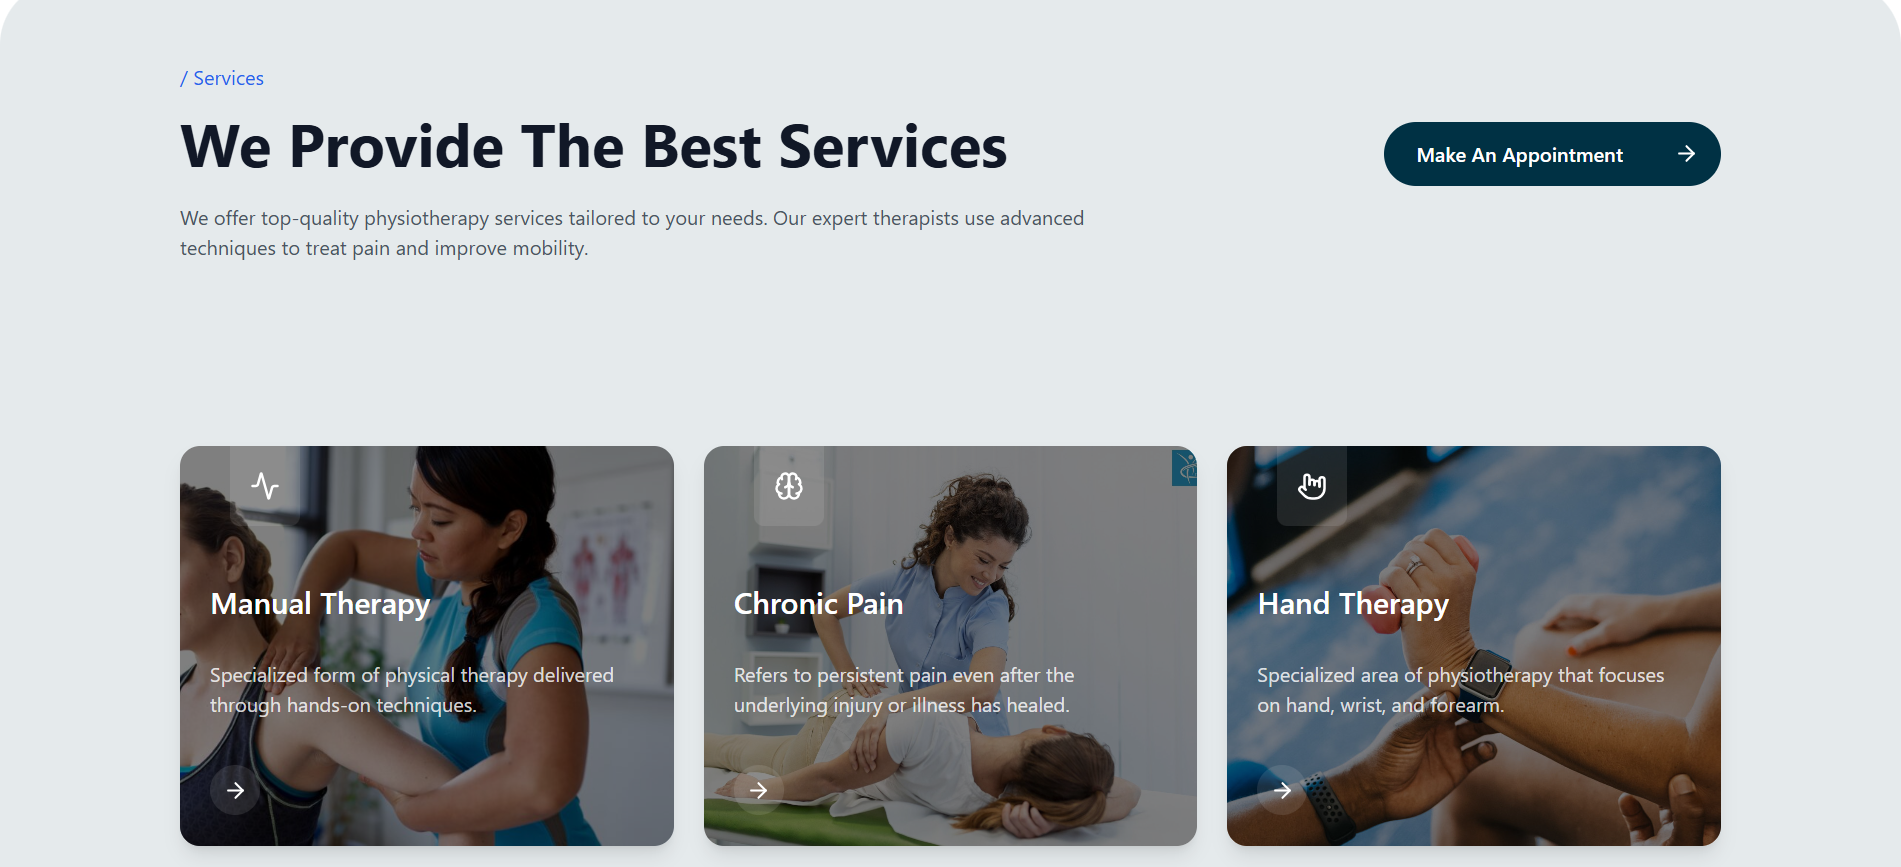 / Services
We Provide The Best Services
Make An Appointment
We offer top-quality physiotherapy services tailored to your needs. Our expert therapists use advanced
techniques to treat pain and improve mobility.
Manual Therapy
Specialized form of physical therapy delivered
through hands-on techniques.
Chronic Pain
Refers to persistent pain even after the
underlying injury or illness has healed.
Hand Therapy
Specialized area of physiotherapy that focuses
on hand, wrist, and forearm.